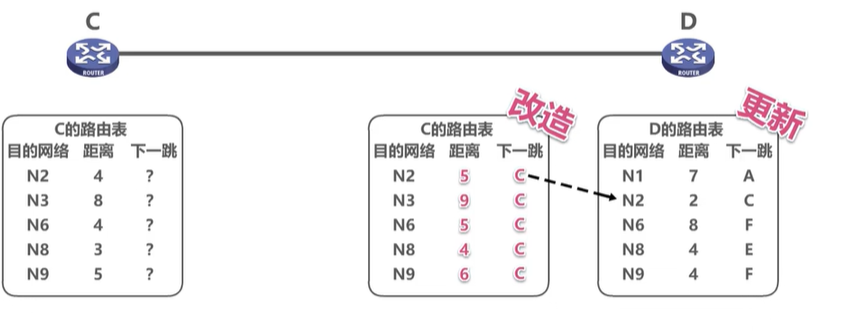 C
D
ROUTER
ROUTER
改造
更新
C的路由表
目的网络 距离 下一跳
N2 4 ?
N3 8 ?
N6 4 ?
N8 3 ?
N9 5 ?
C的路由表
目的网络 距离 下一跳
N2 5 C
N3 9 C
N6 5 C
N8 4 C
N9 6 C
D的路由表
目的网络 距离 下一跳
N1 7 A
N2 2 C
N6 8 F
N8 4 E
N9 4 F